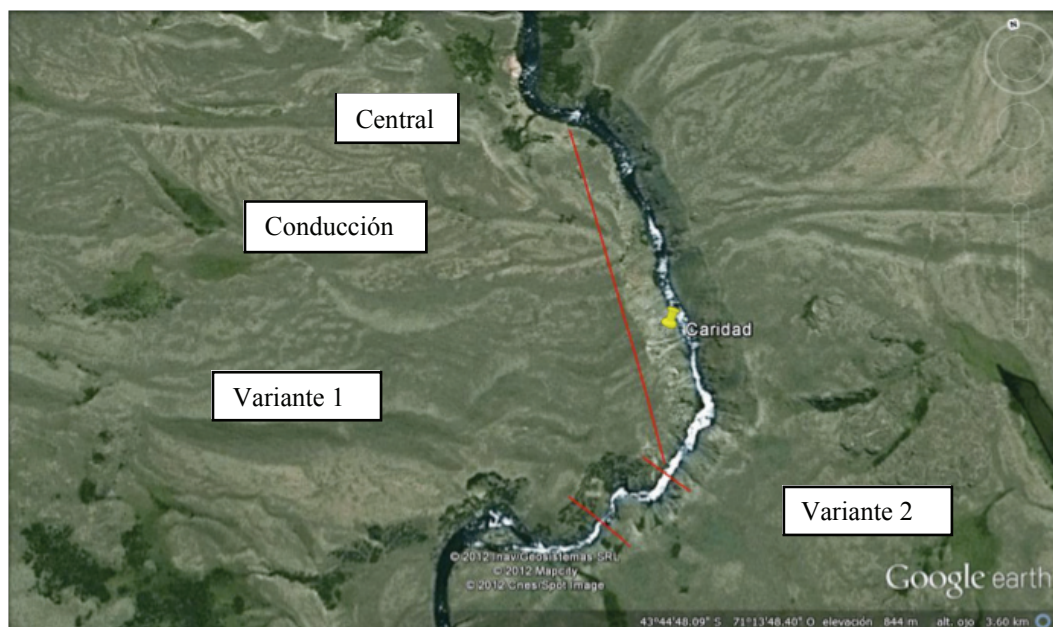 N
Central
Conducción
Caridad
Variante 1
Variante 2
© 2012 Inav/Geosistemas SRL
© 2012 Mapcity
© 2012 Cnes/Spot Image
Google earth
43°44'48.09" S 71°13'48.40" O elevación 844 m alt. ojo 3.60 km